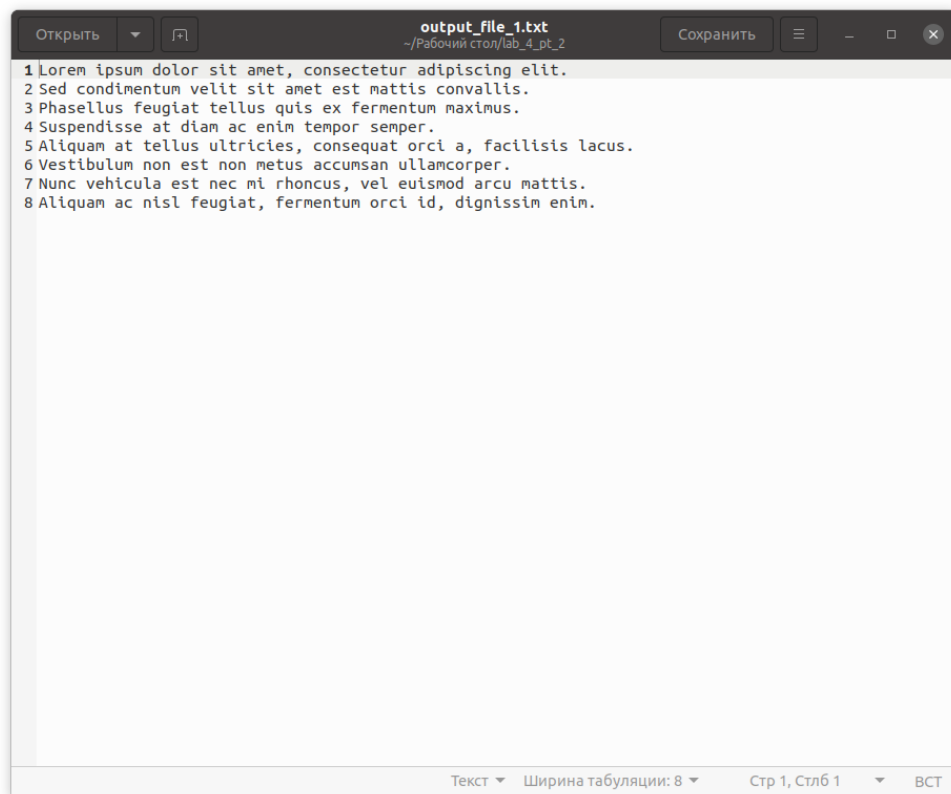 Открыть
output_file_1.txt
~/Рабочий стол/lab_4_pt_2
Сохранить
1 Lorem ipsum dolor sit amet, consectetur adipiscing elit.
2 Sed condimentum velit sit amet est mattis convallis.
3 Phasellus feugiat tellus quis ex fermentum maximus.
4 Suspendisse at diam ac enim tempor semper.
5 Aliquam at tellus ultricies, consequat orci a, facilisis lacus.
6 Vestibulum non est non metus accumsan ullamcorper.
7 Nunc vehicula est nec mi rhoncus, vel euismod arcu mattis.
8 Aliquam ac nisl feugiat, fermentum orci id, dignissim enim.
Текст Ширина табуляции: 8 Стр 1, Стлб 1 ВСТ